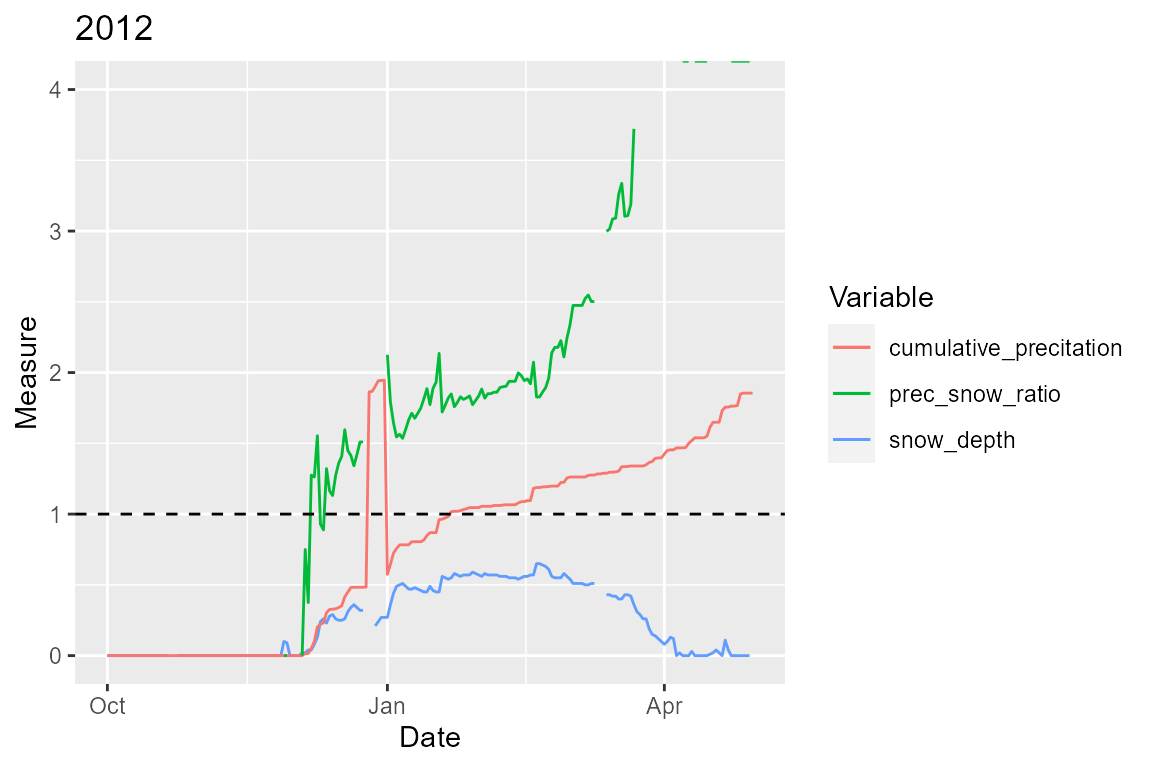 2012
Measure
4
3
2
1
0
Oct
Jan
Apr
Date
Variable
cumulative_precitation
prec_snow_ratio
snow_depth